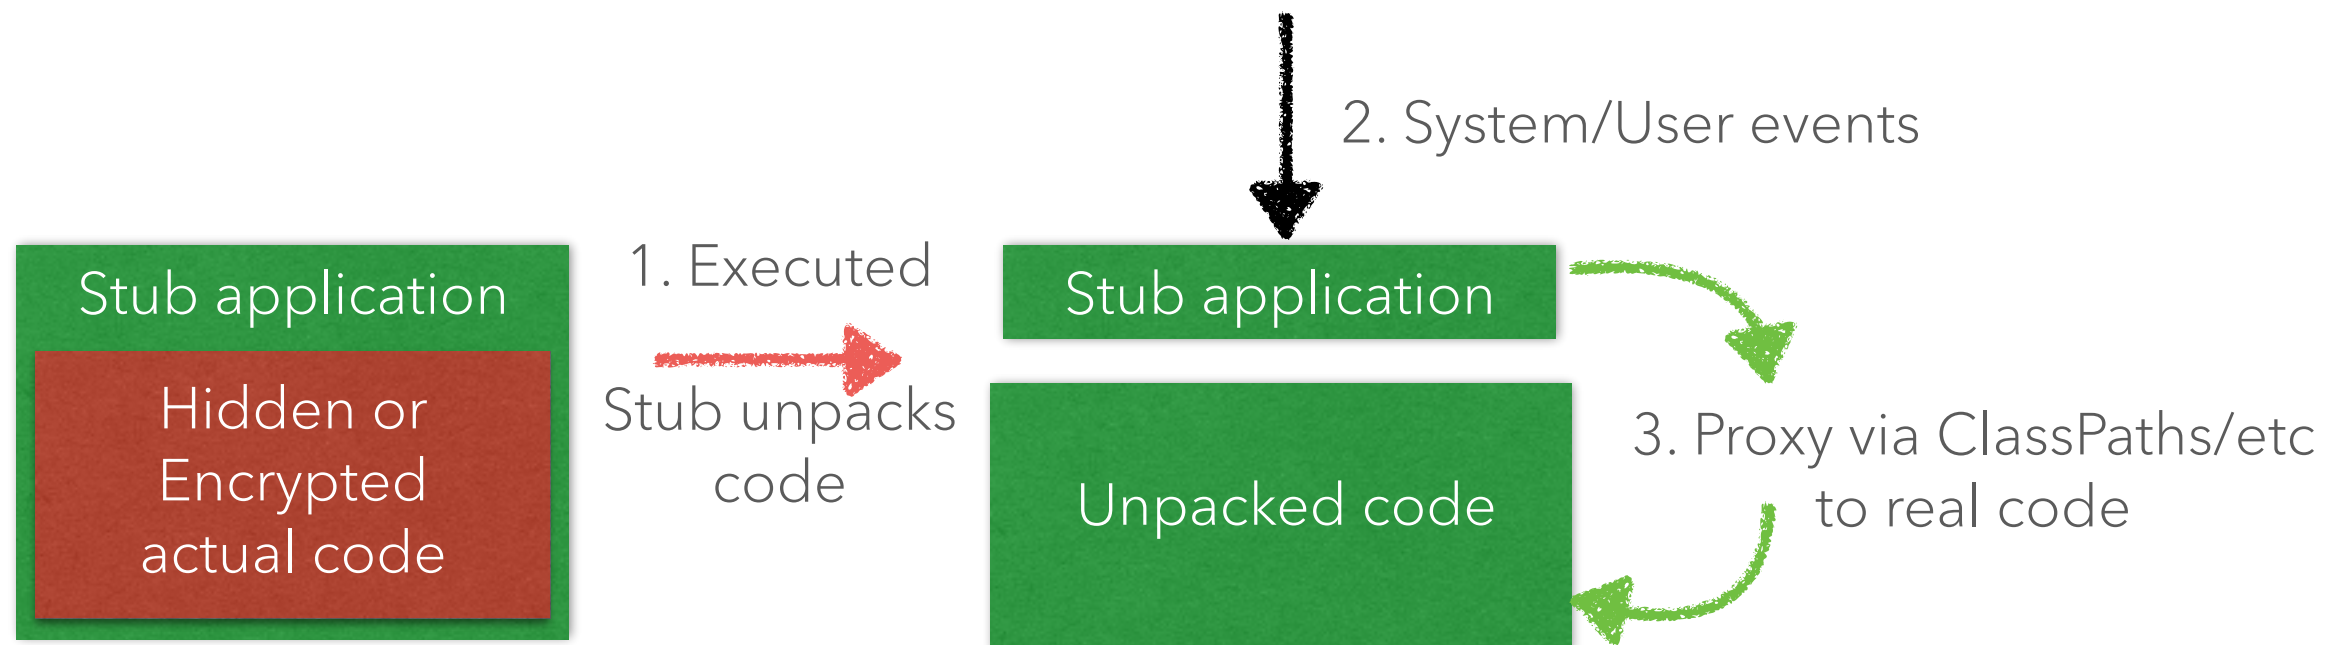 2. System/User events
Stub application
Hidden or
Encrypted
actual code
1. Executed
Stub unpacks
code
Stub application
Unpacked code
3. Proxy via ClassPaths/etc
to real code